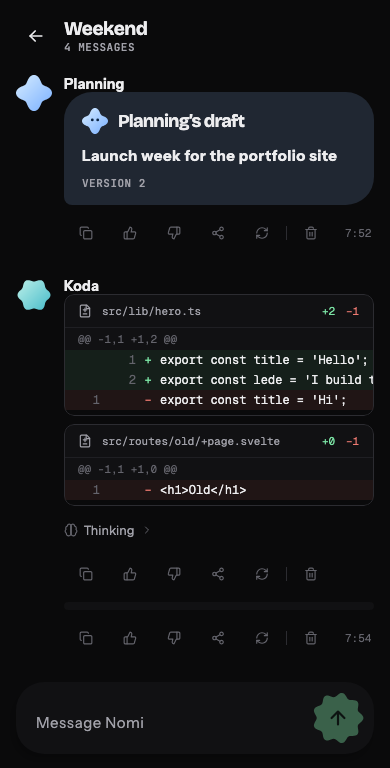 Weekend
4 MESSAGES
Planning
Planning's draft
Launch week for the portfolio site
VERSION 2
7:52
Koda
src/lib/hero.ts +2 −1
@@ -1,1 +1,2 @@
1 + export const title = 'Hello';
2 + export const lede = 'I build t
1 − export const title = 'Hi';
src/routes/old/+page.svelte +0 −1
@@ -1,1 +1,0 @@
1 − <h1>Old</h1>
Thinking
7:54
Message Nomi